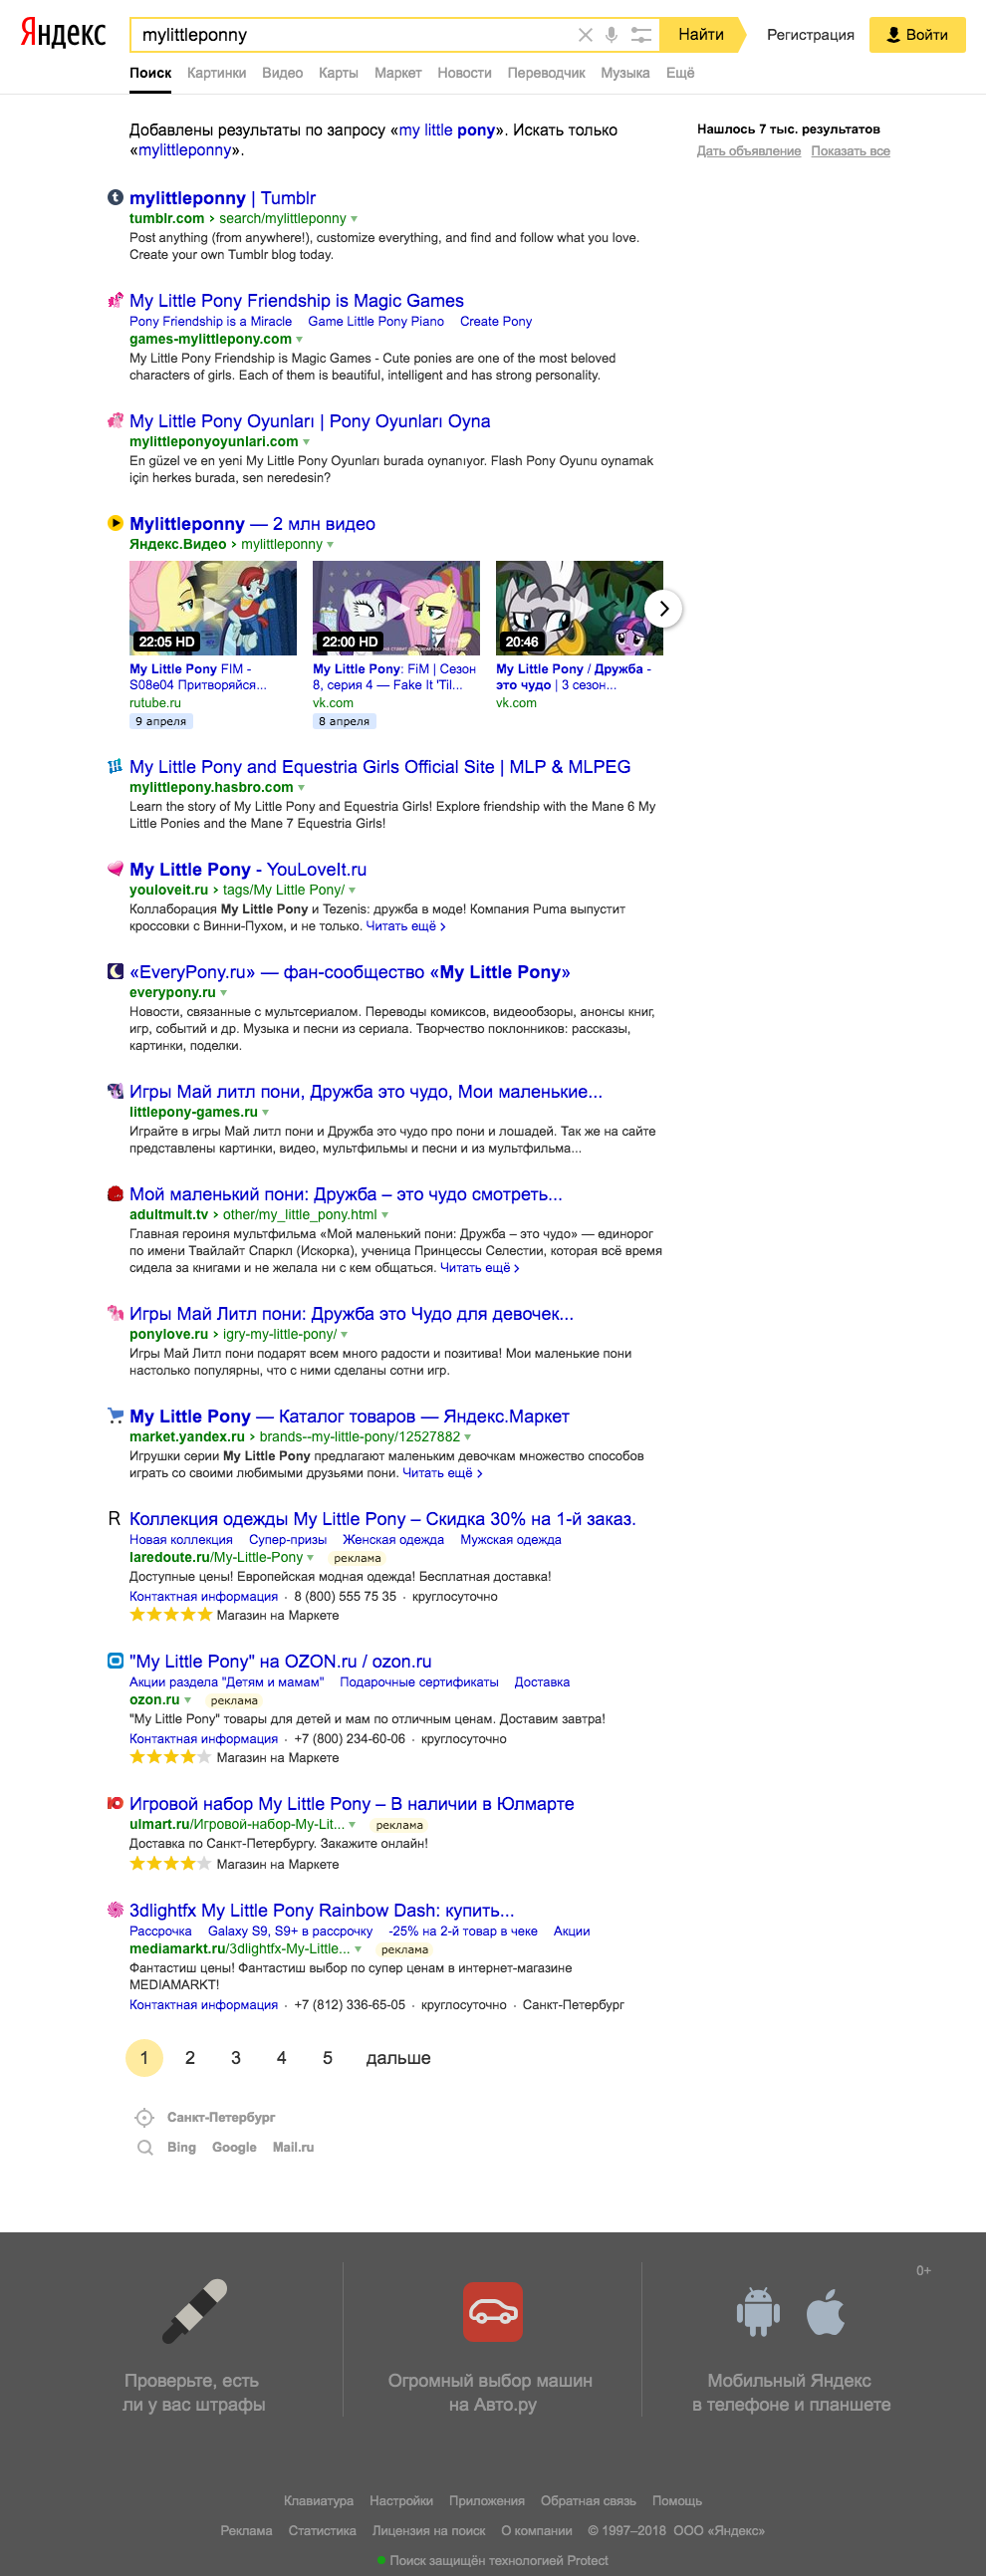 Яндекс
mylittleponny
Найти
Регистрация
Войти
Поиск Картинки Видео Карты Маркет Новости Переводчик Музыка Ещё
Добавлены результаты по запросу «my little pony». Искать только
«mylittleponny».
Нашлось 7 тыс. результатов
Дать объявление Показать все
mylittleponny | Tumblr
tumblr.com › search/mylittleponny
Post anything (from anywhere!), customize everything, and find and follow what you love.
Create your own Tumblr blog today.
My Little Pony Friendship is Magic Games
Pony Friendship is a Miracle Game Little Pony Piano Create Pony
games-mylittlepony.com
My Little Pony Friendship is Magic Games - Cute ponies are one of the most beloved
characters of girls. Each of them is beautiful, intelligent and has strong personality.
My Little Pony Oyunları | Pony Oyunları Oyna
mylittleponyoyunlari.com
En güzel ve en yeni My Little Pony Oyunları burada oynanıyor. Flash Pony Oyunu oynamak
için herkes burada, sen neredesin?
Mylittleponny — 2 млн видео
Яндекс.Видео › mylittleponny
22:05 HD 22:00 HD 20:46
My Little Pony FIM -
S08e04 Притворяйся...
rutube.ru
9 апреля
My Little Pony: FiM | Сезон
8, серия 4 — Fake It 'Til...
vk.com
8 апреля
My Little Pony / Дружба -
это чудо | 3 сезон...
vk.com
My Little Pony and Equestria Girls Official Site | MLP & MLPEG
mylittlepony.hasbro.com
Learn the story of My Little Pony and Equestria Girls! Explore friendship with the Mane 6 My
Little Ponies and the Mane 7 Equestria Girls!
My Little Pony - YouLoveIt.ru
youloveit.ru › tags/My Little Pony/
Коллаборация My Little Pony и Tezenis: дружба в моде! Компания Puma выпустит
кроссовки с Винни-Пухом, и не только. Читать ещё ›
«EveryPony.ru» — фан-сообщество «My Little Pony»
everypony.ru
Новости, связанные с мультсериалом. Переводы комиксов, видеообзоры, анонсы книг,
игр, событий и др. Музыка и песни из сериала. Творчество поклонников: рассказы,
картинки, поделки.
Игры Май литл пони, Дружба это чудо, Мои маленькие...
littlepony-games.ru
Играйте в игры Май литл пони и Дружба это чудо про пони и лошадей. Так же на сайте
представлены картинки, видео, мультфильмы и песни и из мультфильма...
Мой маленький пони: Дружба – это чудо смотреть...
adultmult.tv › other/my_little_pony.html
Главная героиня мультфильма «Мой маленький пони: Дружба – это чудо» — единорог
по имени Твайлайт Спаркл (Искорка), ученица Принцессы Селестии, которая всё время
сидела за книгами и не желала ни с кем общаться. Читать ещё ›
Игры Май Литл пони: Дружба это Чудо для девочек...
ponylove.ru › igry-my-little-pony/
Игры Май Литл пони подарят всем много радости и позитива! Мои маленькие пони
настолько популярны, что с ними сделаны сотни игр.
My Little Pony — Каталог товаров — Яндекс.Маркет
market.yandex.ru › brands--my-little-pony/12527882
Игрушки серии My Little Pony предлагают маленьким девочкам множество способов
играть со своими любимыми друзьями пони. Читать ещё ›
R Коллекция одежды My Little Pony – Скидка 30% на 1-й заказ.
Новая коллекция Супер-призы Женская одежда Мужская одежда
laredoute.ru/My-Little-Pony реклама
Доступные цены! Европейская модная одежда! Бесплатная доставка!
Контактная информация · 8 (800) 555 75 35 · круглосуточно
Магазин на Маркете
"My Little Pony" на OZON.ru / ozon.ru
Акции раздела "Детям и мамам" Подарочные сертификаты Доставка
ozon.ru реклама
"My Little Pony" товары для детей и мам по отличным ценам. Доставим завтра!
Контактная информация · +7 (800) 234-60-06 · круглосуточно
Магазин на Маркете
Игровой набор My Little Pony – В наличии в Юлмарте
ulmart.ru/Игровой-набор-My-Lit... реклама
Доставка по Санкт-Петербургу. Закажите онлайн!
Магазин на Маркете
3dlightfx My Little Pony Rainbow Dash: купить...
Рассрочка Galaxy S9, S9+ в рассрочку -25% на 2-й товар в чеке Акции
mediamarkt.ru/3dlightfx-My-Little... реклама
Фантастиш цены! Фантастиш выбор по супер ценам в интернет-магазине
MEDIAMARKT!
Контактная информация · +7 (812) 336-65-05 · круглосуточно · Санкт-Петербург
1 2 3 4 5 дальше
Санкт-Петербург
Bing Google Mail.ru
0+
Проверьте, есть
ли у вас штрафы
Огромный выбор машин
на Авто.ру
Мобильный Яндекс
в телефоне и планшете
Клавиатура Настройки Приложения Обратная связь Помощь
Реклама Статистика Лицензия на поиск О компании © 1997–2018 ООО «Яндекс»
Поиск защищён технологией Protect